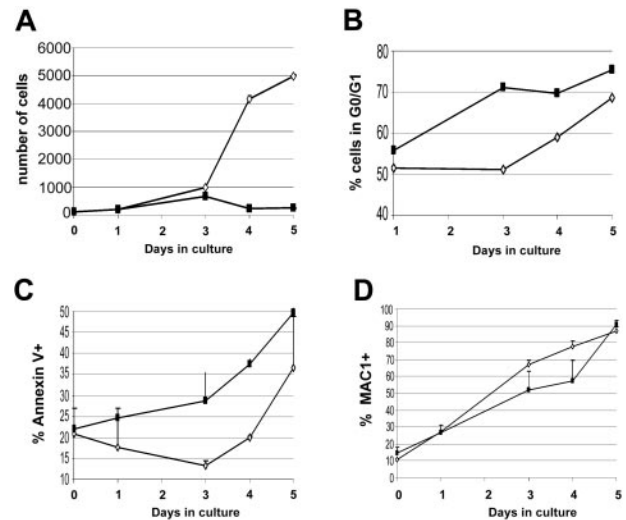 A
number of cells
6000
5000
4000
3000
2000
1000
0
0 1 2 3 4 5
Days in culture
B
% cells in G0/G1
80
70
60
50
40
1 2 3 4 5
Days in culture
C
% Annexin V+
50
45
40
35
30
25
20
15
10
0 1 2 3 4 5
Days in culture
D
% MAC1+
100
90
80
70
60
50
40
30
20
10
0
0 1 2 3 4 5
Days in culture